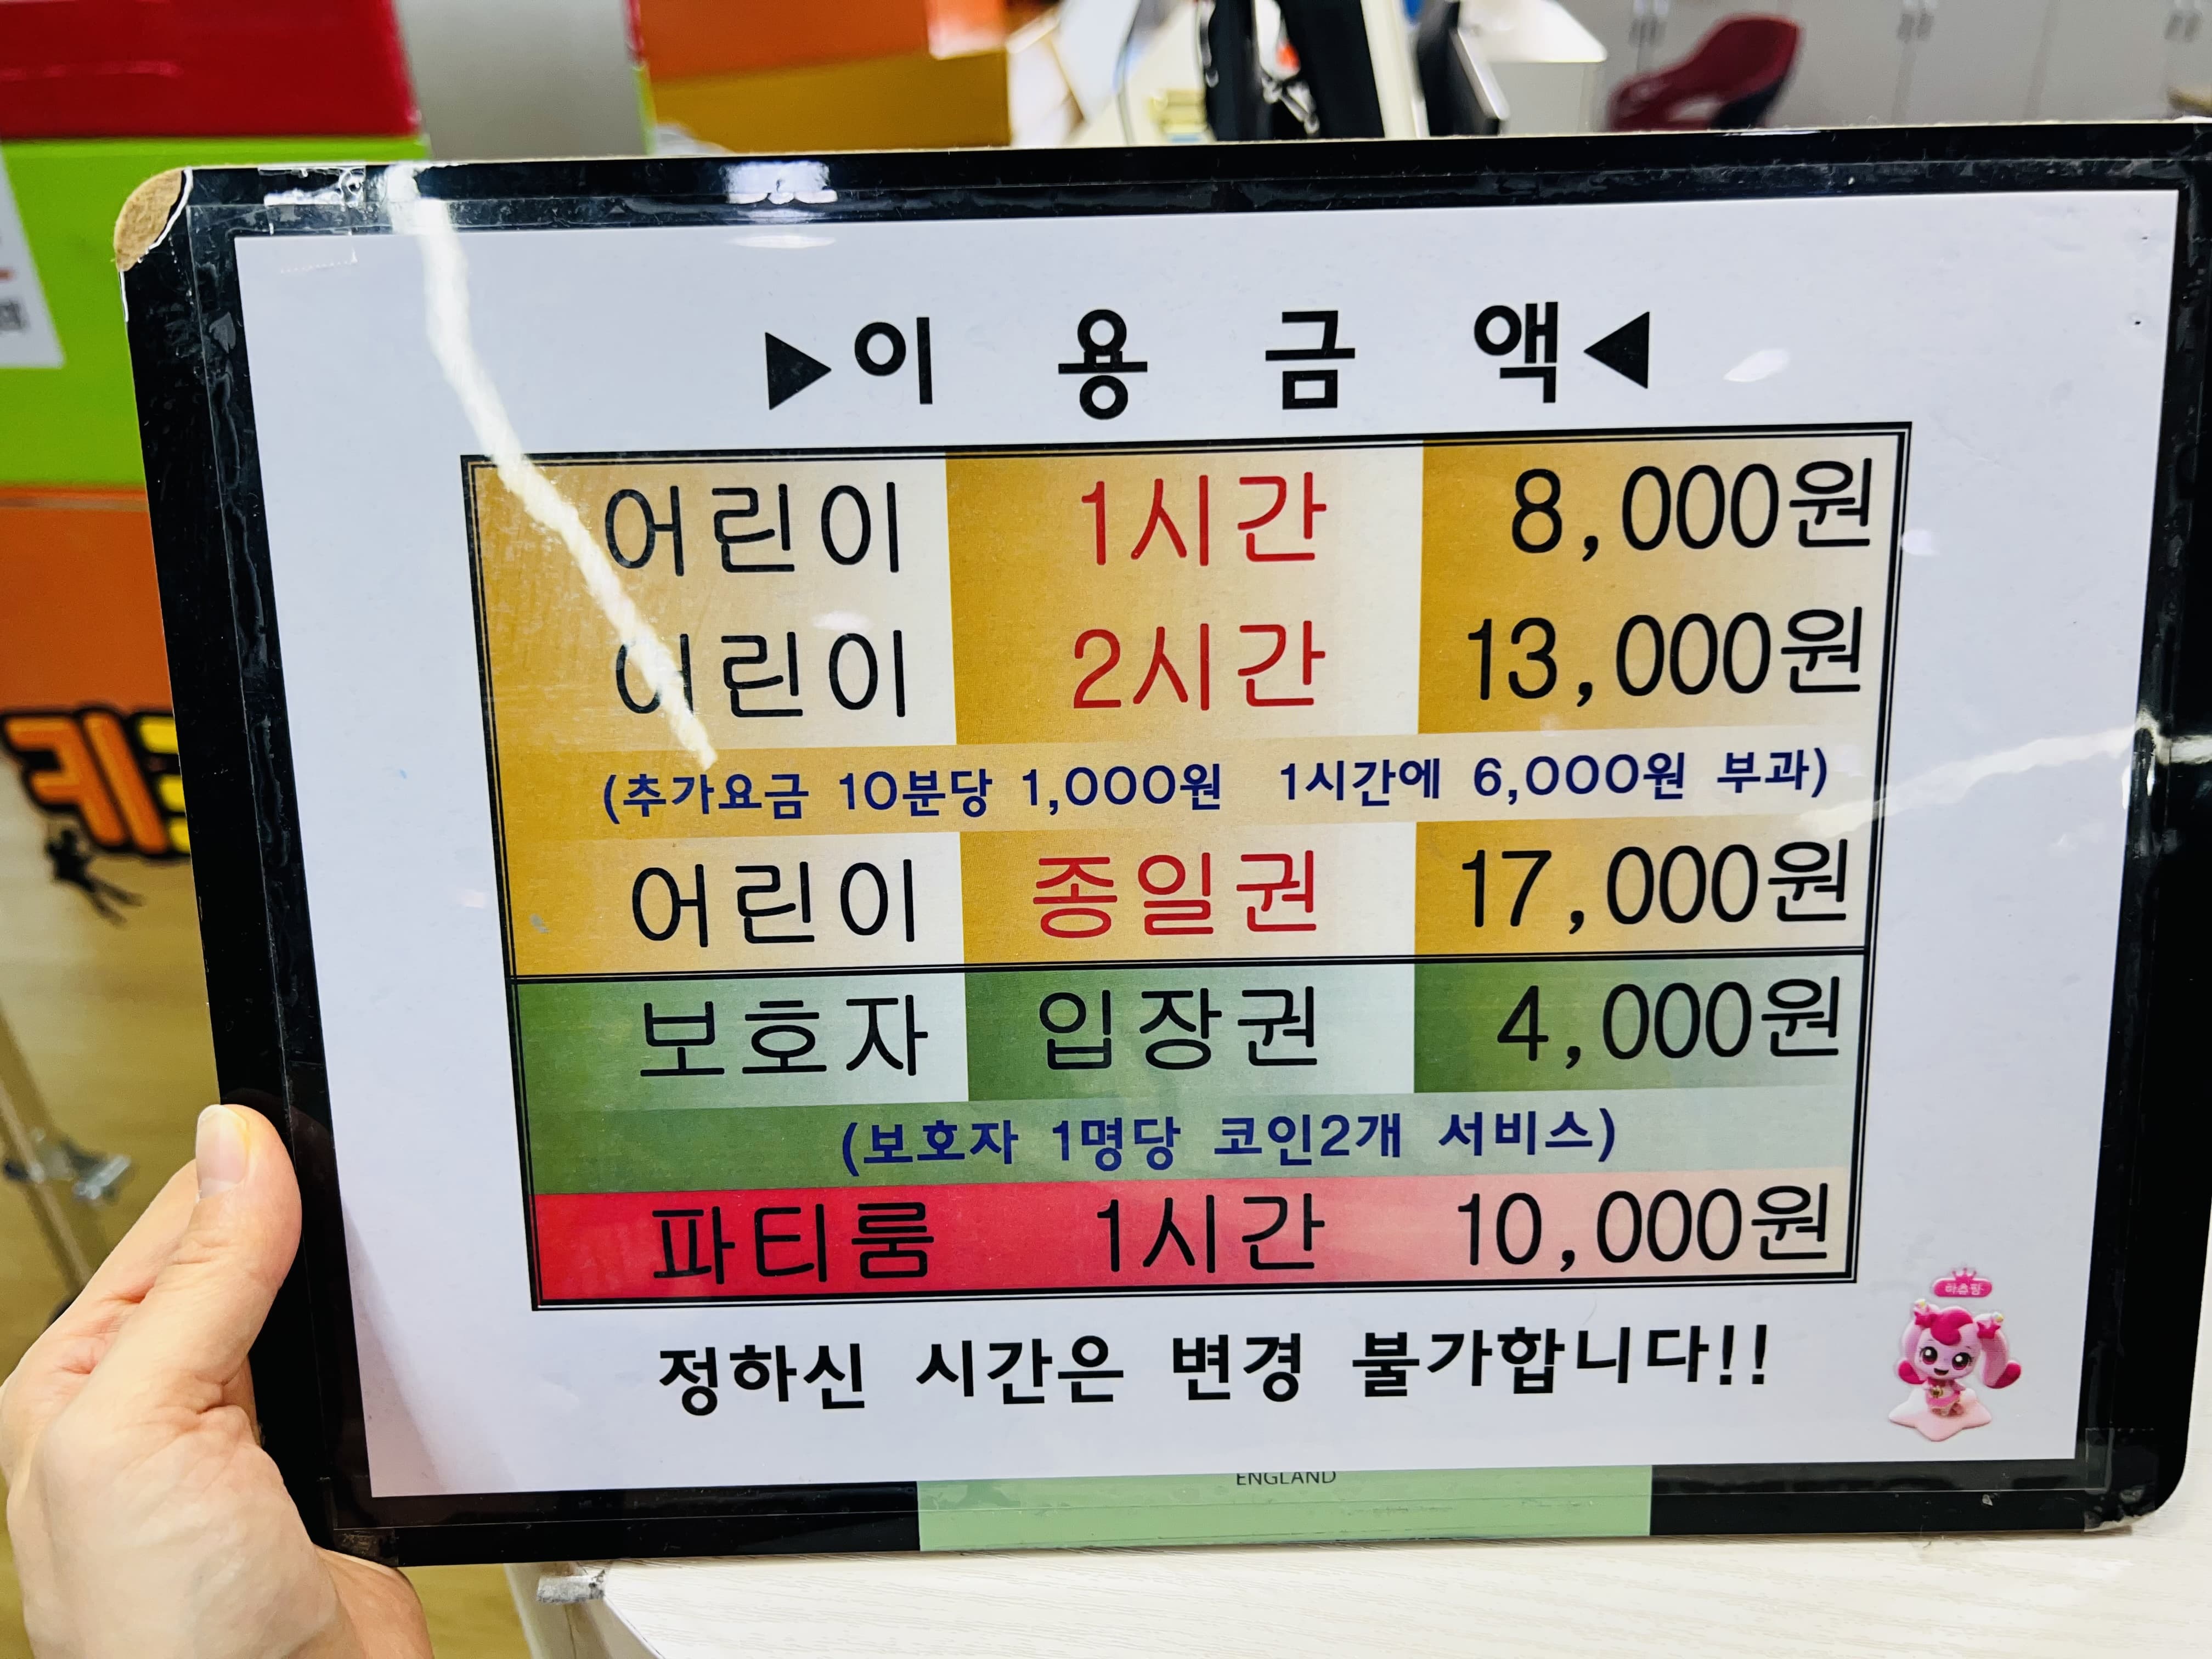 ▶이 용 금 액◀
어린이 1시간 8,000원
어린이 2시간 13,000원
(추가요금 10분당 1,000원 1시간에 6,000원 부과)
어린이 종일권 17,000원
보호자 입장권 4,000원
(보호자 1명당 코인2개 서비스)
파티룸 1시간 10,000원
정하신 시간은 변경 불가합니다!!
하츄핑
ENGLAND
키